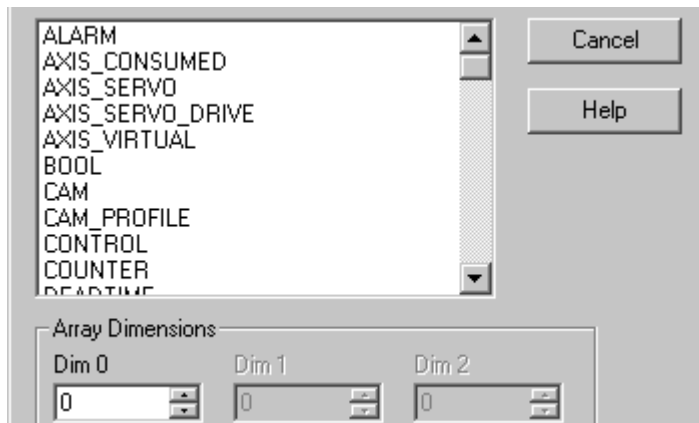 ALARM
AXIS_CONSUMED
AXIS_SERVO
AXIS_SERVO_DRIVE
AXIS_VIRTUAL
BOOL
CAM
CAM_PROFILE
CONTROL
COUNTER
DEADTIME
Cancel
Help
Array Dimensions
Dim 0 Dim 1 Dim 2
0 0 0